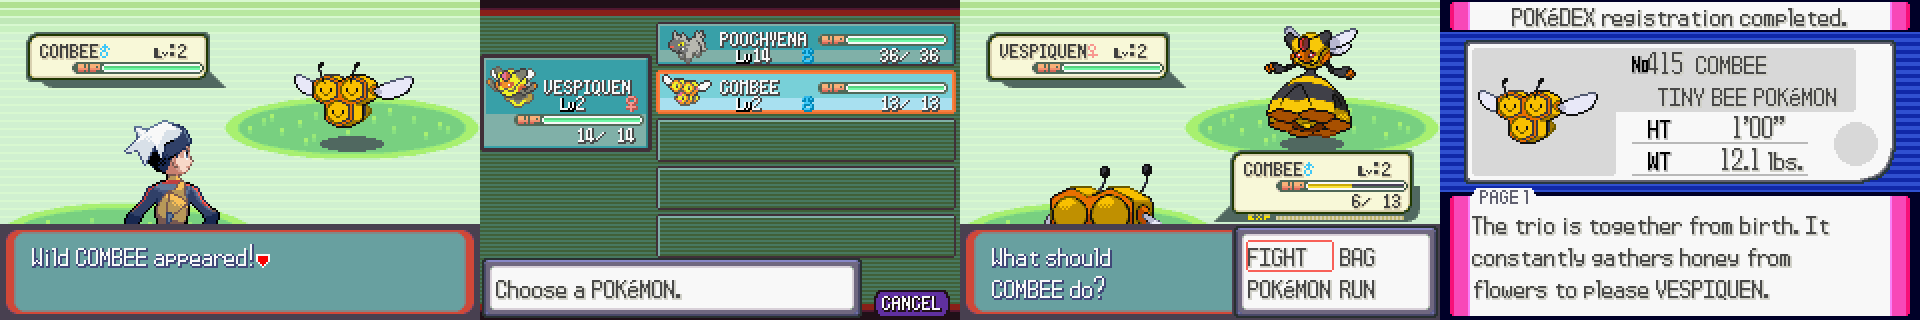 COMBEE♂ Lv:2
Wild COMBEE appeared!
VESPIQUEN
Lv2 ♀
14/ 14
POOCHYENA
Lv14 ♂ 36/ 36
COMBEE
Lv2 ♂ 13/ 13
Choose a POKéMON.
CANCEL
VESPIQUEN♀ Lv:2
COMBEE♂ Lv:2
HP
6/ 13
EXP
What should
COMBEE do?
FIGHT BAG
POKéMON RUN
POKéDEX registration completed.
No415 COMBEE
TINY BEE POKéMON
HT 1'00"
WT 12.1 lbs.
PAGE 1
The trio is together from birth. It
constantly gathers honey from
flowers to please VESPIQUEN.